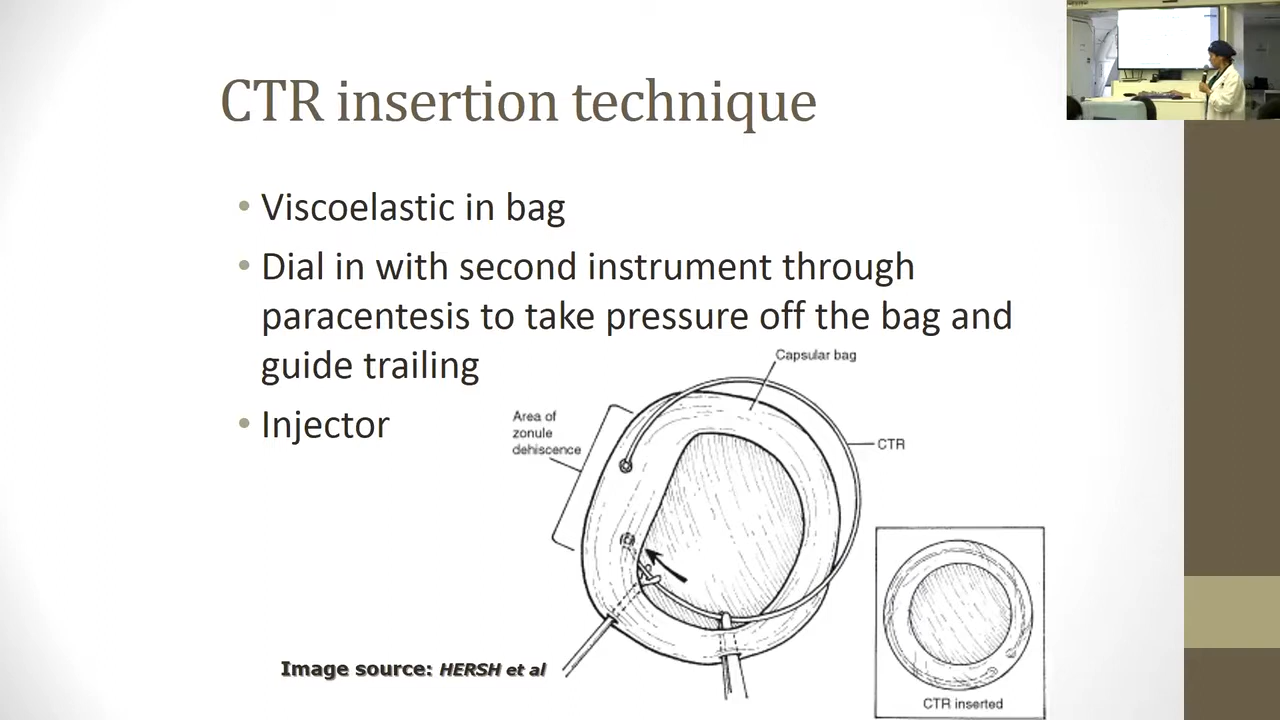 CTR insertion technique
• Viscoelastic in bag
• Dial in with second instrument through
paracentesis to take pressure off the bag and
guide trailing
• Injector
Capsular bag
Area of
zonule
dehiscence
CTR
CTR inserted
Image source: HERSH et al